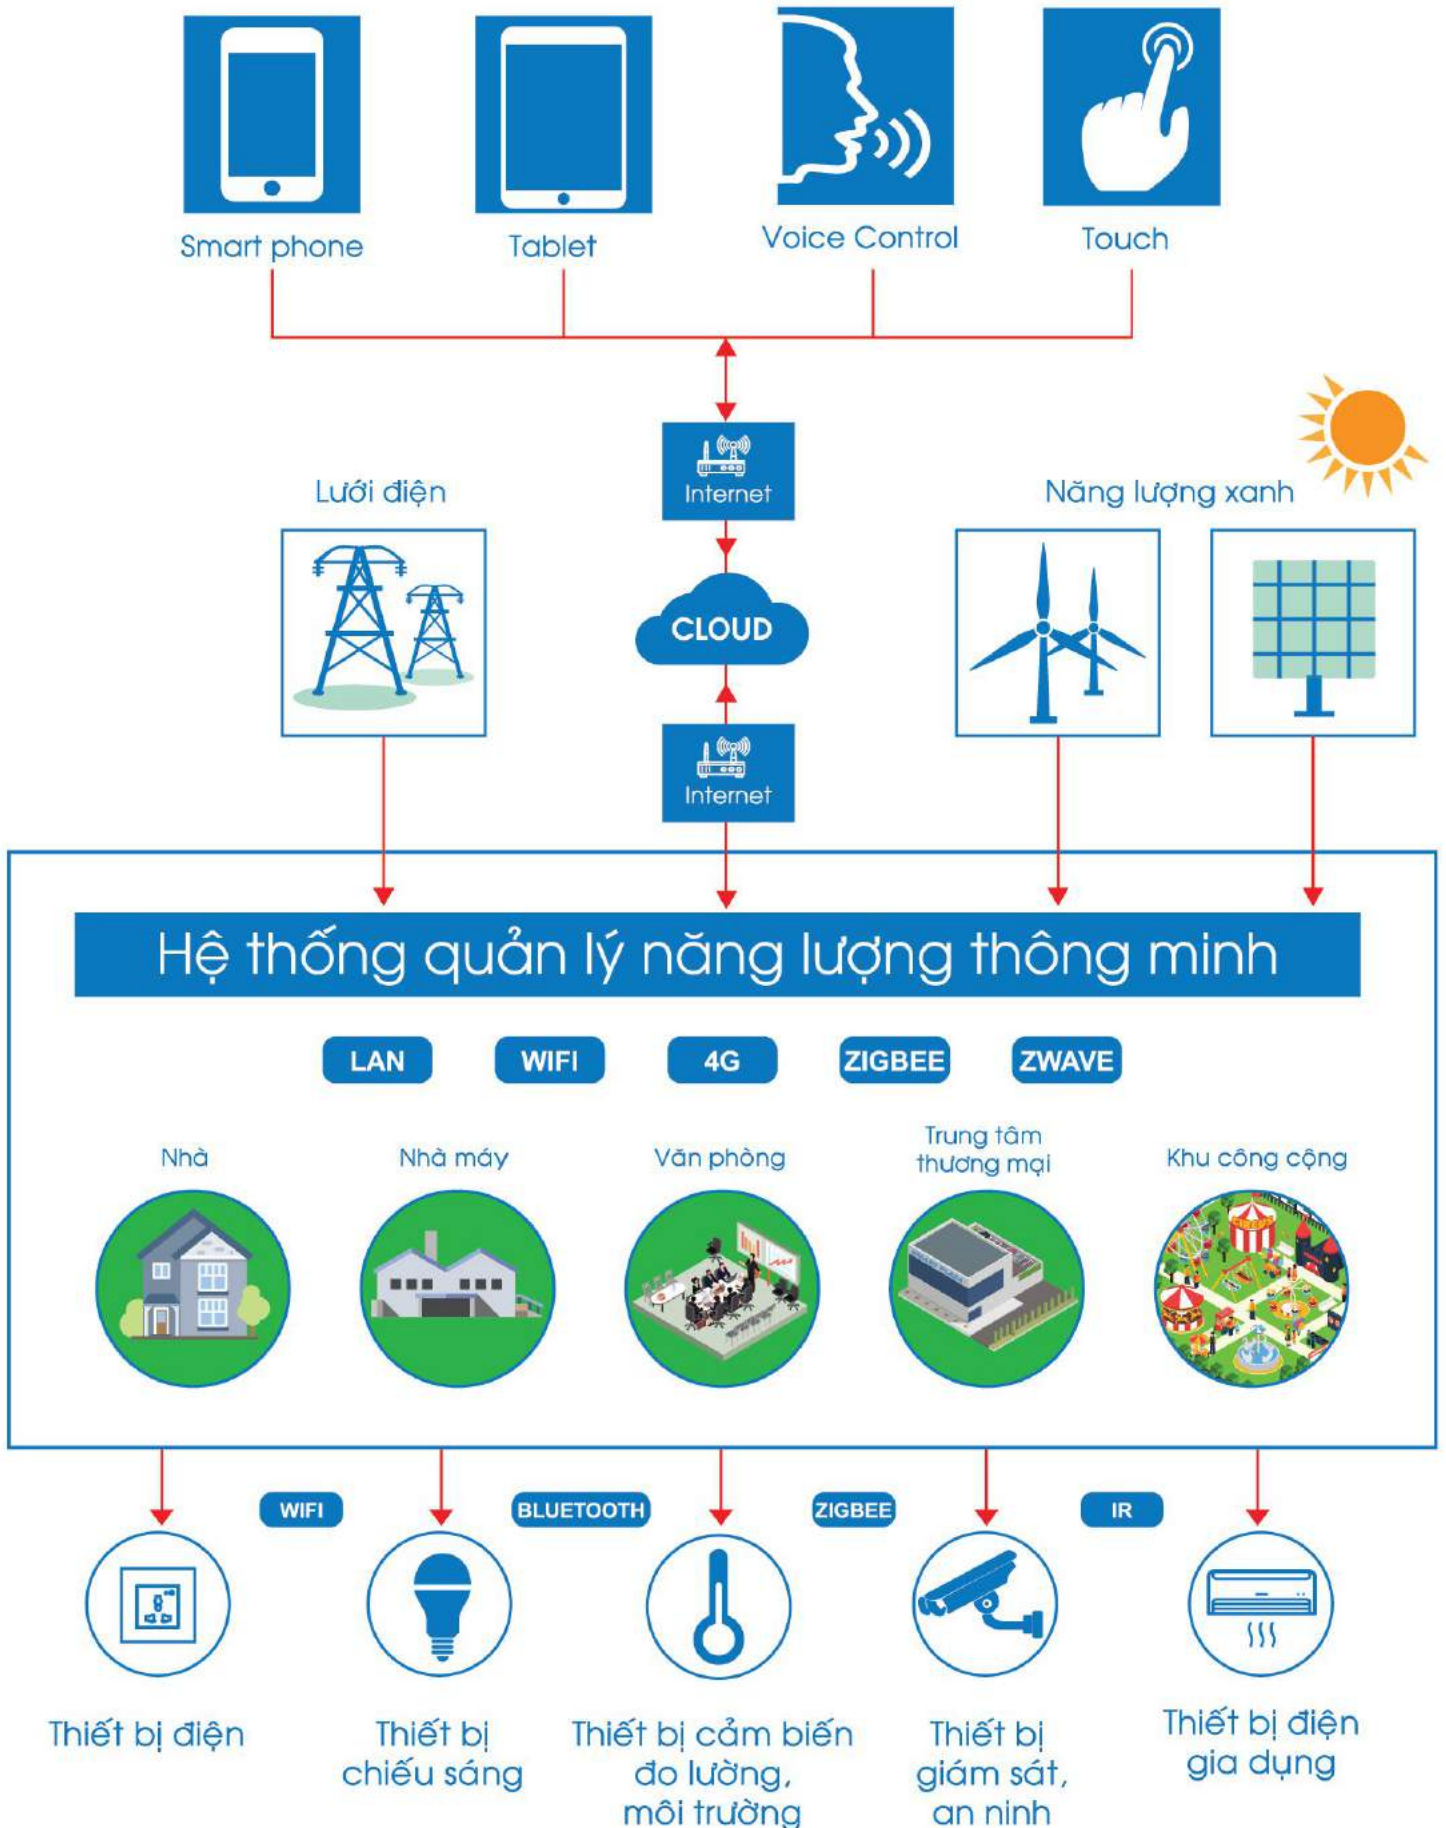 Smart phone
Tablet
Voice Control
Touch
Internet
Lưới điện
Năng lượng xanh
CLOUD
Internet
Hệ thống quản lý năng lượng thông minh
LAN
WIFI
4G
ZIGBEE
ZWAVE
Nhà
Nhà máy
Văn phòng
Trung tâm
thương mại
Khu công cộng
CIRCUS
WIFI
BLUETOOTH
ZIGBEE
IR
Thiết bị điện
Thiết bị
chiếu sáng
Thiết bị cảm biến
đo lường,
môi trường
Thiết bị
giám sát,
an ninh
Thiết bị điện
gia dụng